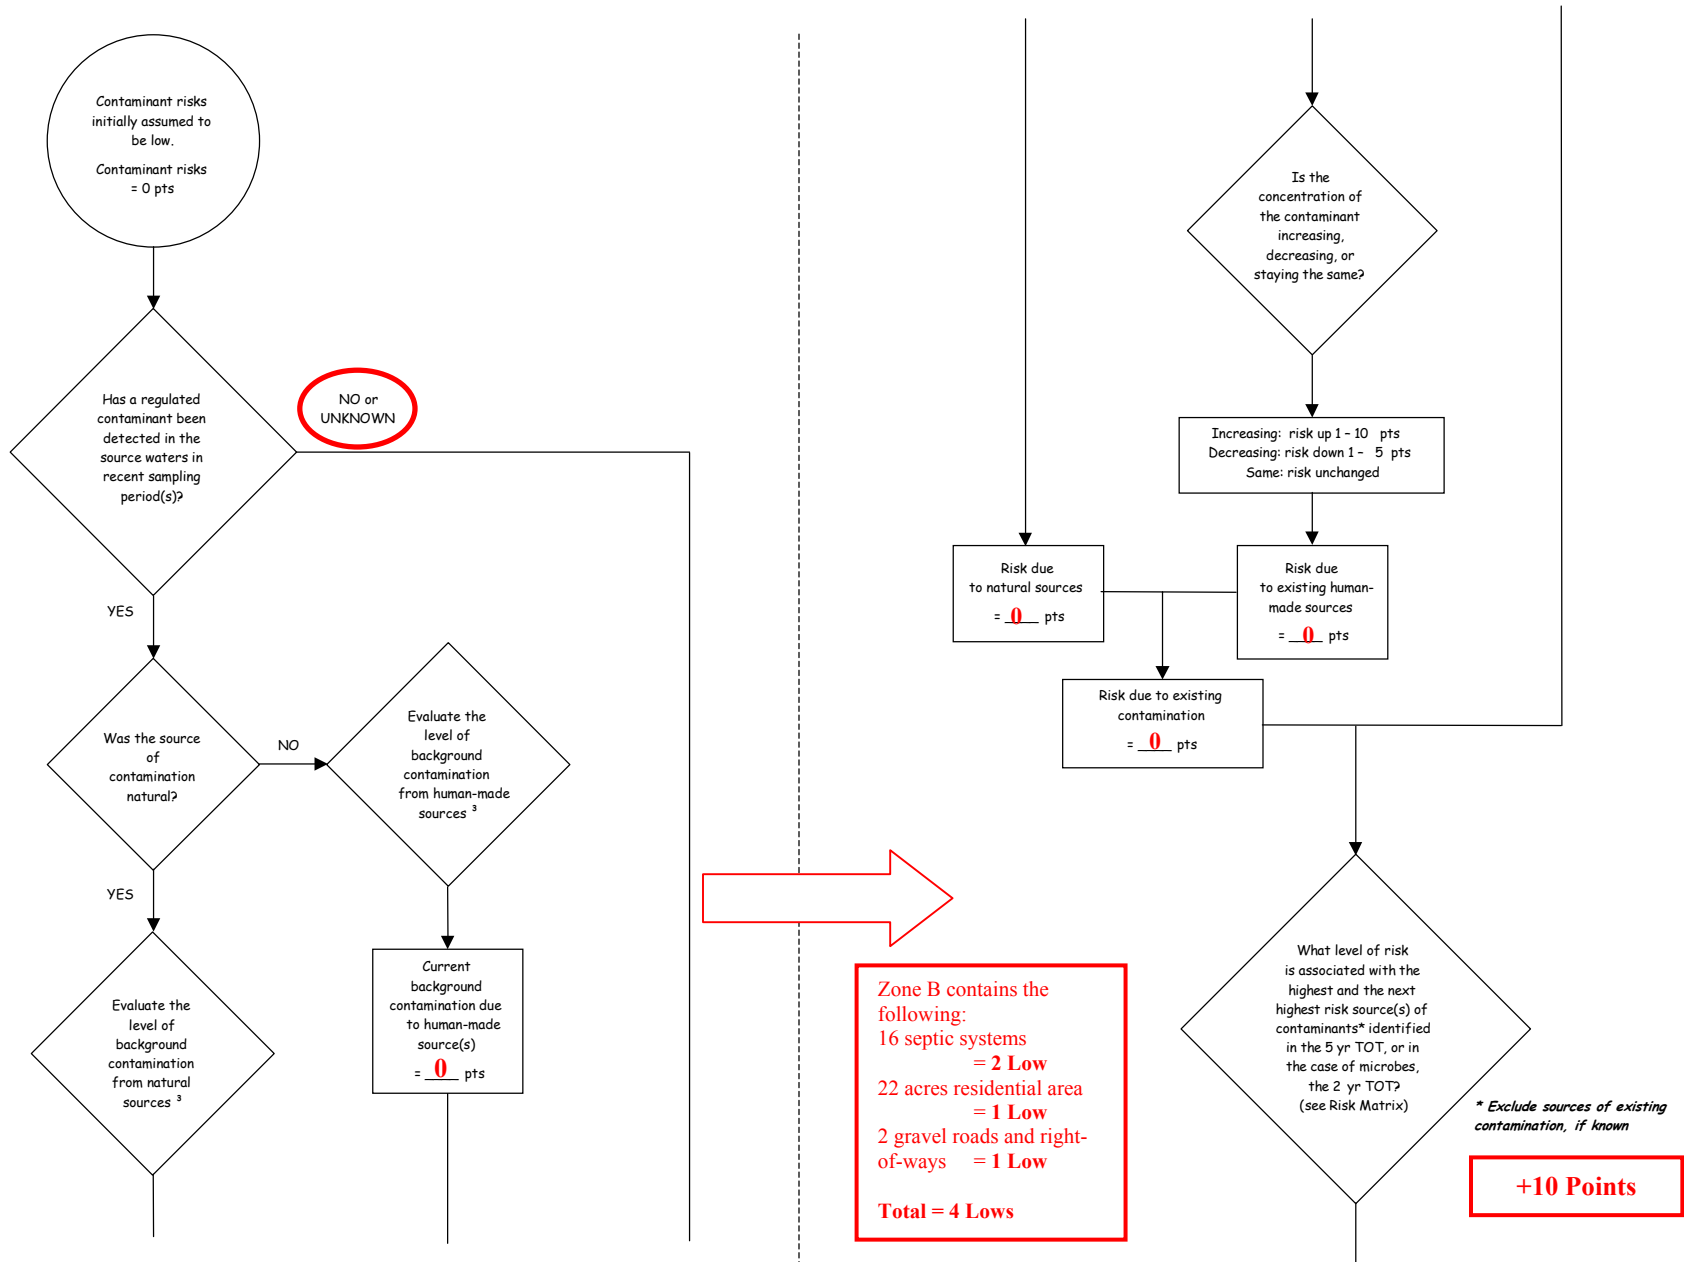 Contaminant risks
initially assumed to
be low.
Contaminant risks
= 0 pts
Has a regulated
contaminant been
detected in the
source waters in
recent sampling
period(s)?
NO or
UNKNOWN
YES
Was the source
of
contamination
natural?
NO
Evaluate the
level of
background
contamination
from human-made
sources ³
YES
Evaluate the
level of
background
contamination
from natural
sources ³
Current
background
contamination due
to human-made
source(s)
= 0 pts
Is the
concentration of
the contaminant
increasing,
decreasing, or
staying the same?
Increasing: risk up 1 – 10 pts
Decreasing: risk down 1 – 5 pts
Same: risk unchanged
Risk due
to natural sources
= 0 pts
Risk due
to existing human-
made sources
= 0 pts
Risk due to existing
contamination
= 0 pts
Zone B contains the
following:
16 septic systems
= 2 Low
22 acres residential area
= 1 Low
2 gravel roads and right-
of-ways = 1 Low
Total = 4 Lows
What level of risk
is associated with the
highest and the next
highest risk source(s) of
contaminants* identified
in the 5 yr TOT, or in
the case of microbes,
the 2 yr TOT?
(see Risk Matrix)
* Exclude sources of existing
contamination, if known
+10 Points